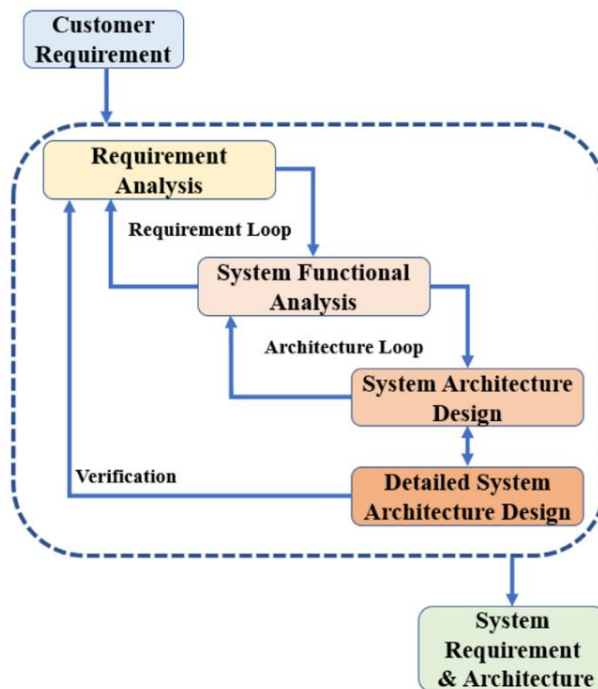 Customer
Requirement
Requirement
Analysis
Requirement Loop
System Functional
Analysis
Architecture Loop
System Architecture
Design
Verification
Detailed System
Architecture Design
System
Requirement
& Architecture